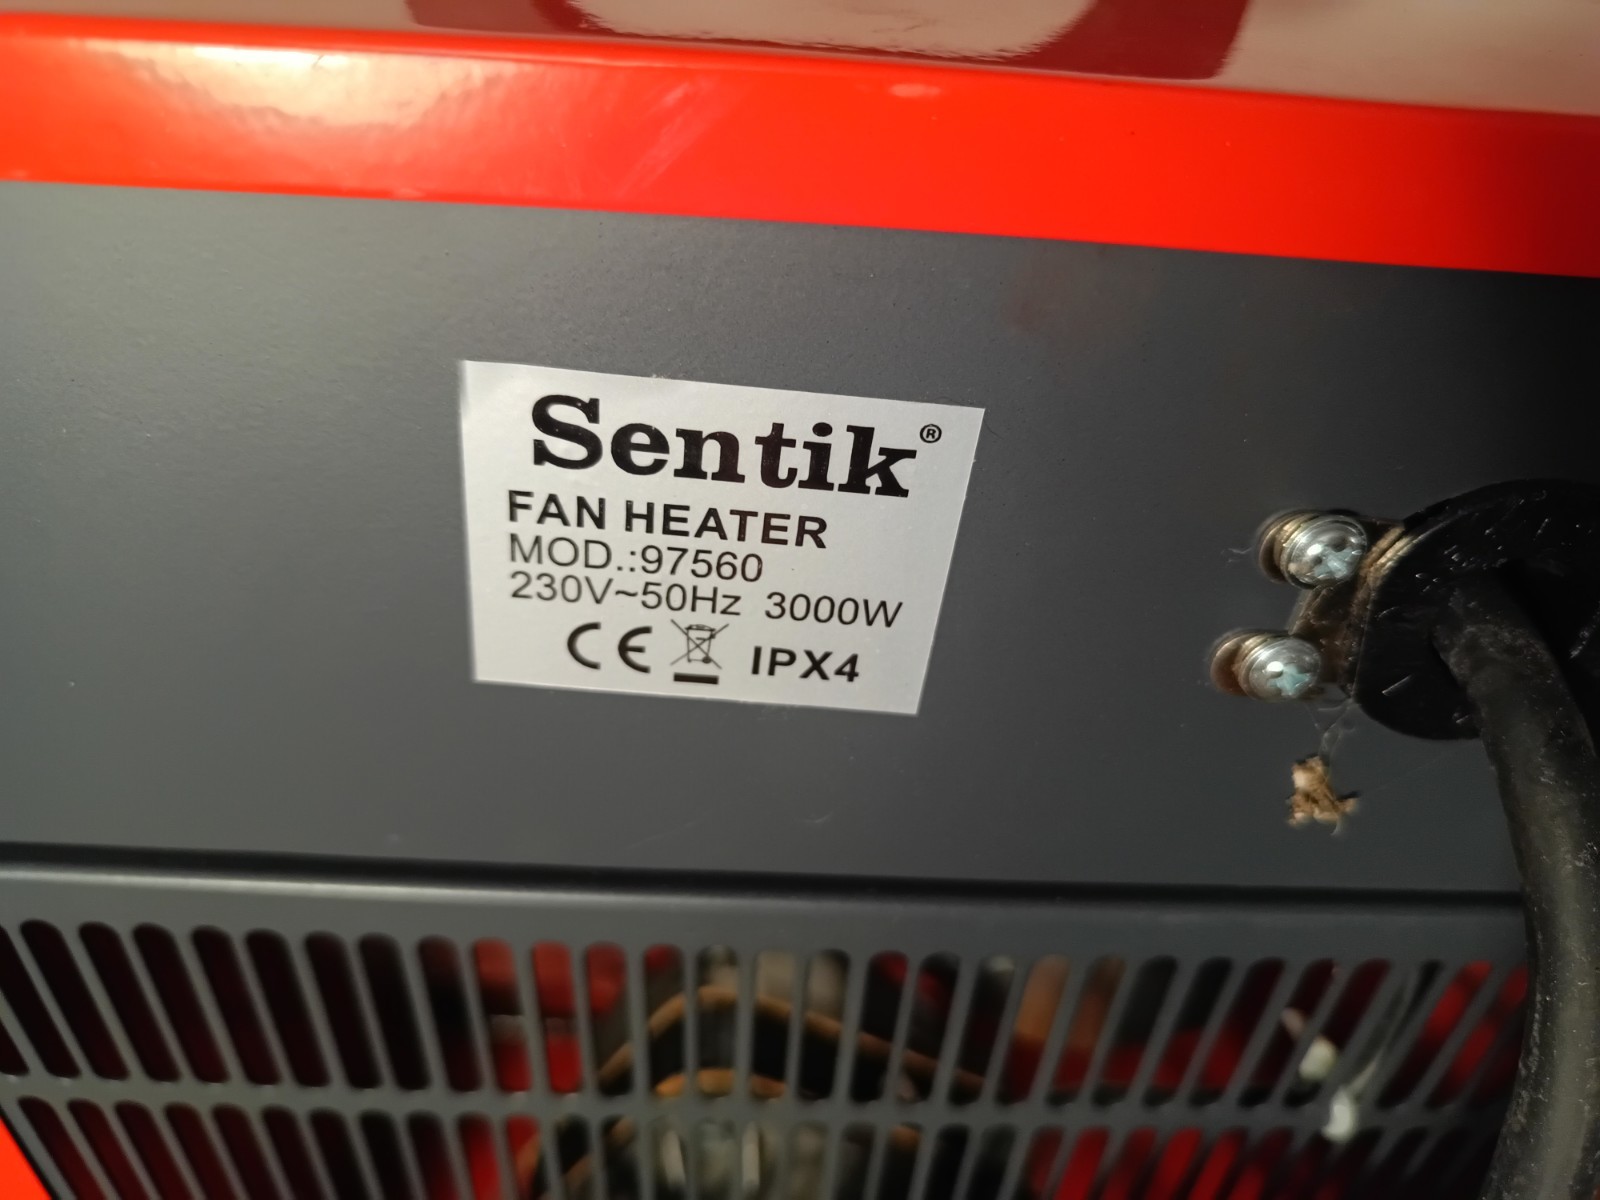 Sentik®
FAN HEATER
MOD.:97560
230V~50Hz 3000W
CE IPX4